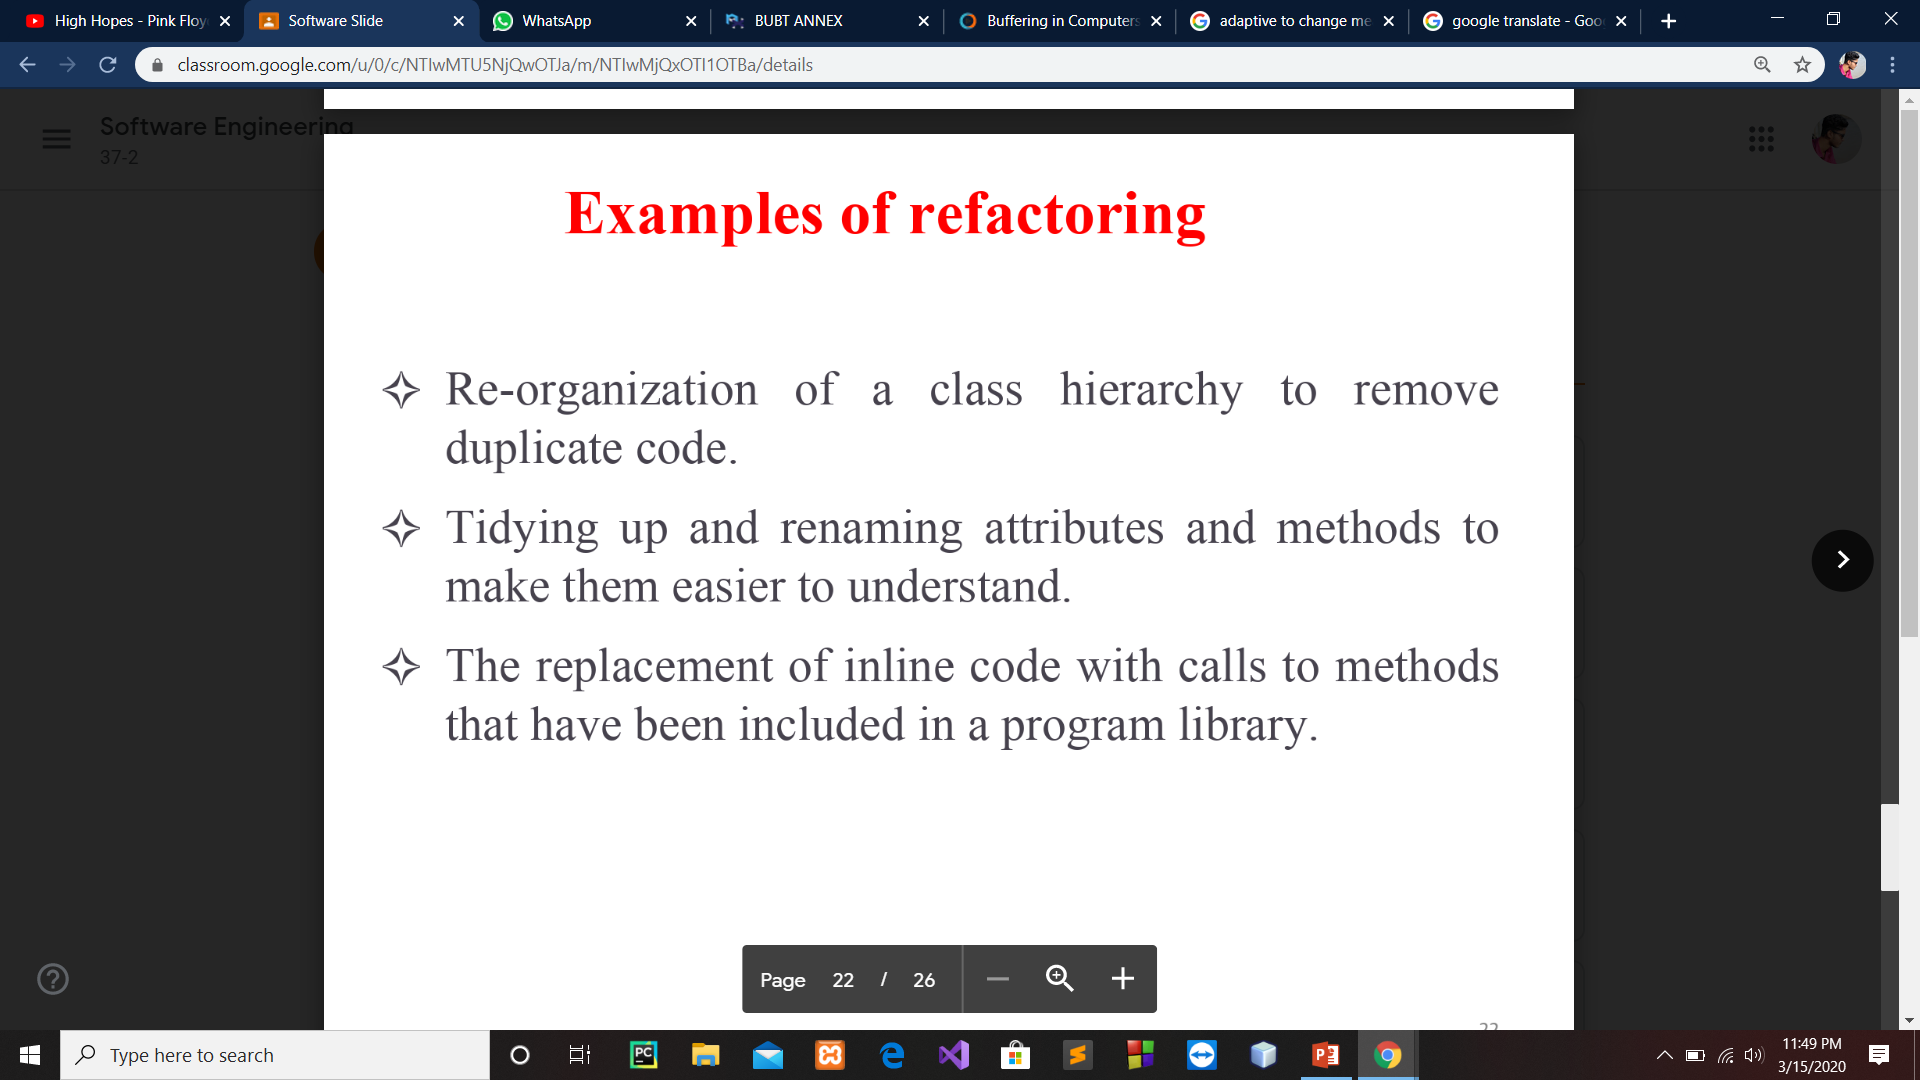 High Hopes - Pink Floy
Software Slide
WhatsApp
BUBT ANNEX
Buffering in Computers
adaptive to change me
google translate - Goo
classroom.google.com/u/0/c/NTIwMTU5NjQwOTJa/m/NTIwMjQxOTI1OTBa/details
Software Engineering
37-2
Examples of refactoring
Re-organization of a class hierarchy to remove
duplicate code.
Tidying up and renaming attributes and methods to
make them easier to understand.
The replacement of inline code with calls to methods
that have been included in a program library.
22
Page 22 / 26
Type here to search
11:49 PM
3/15/2020